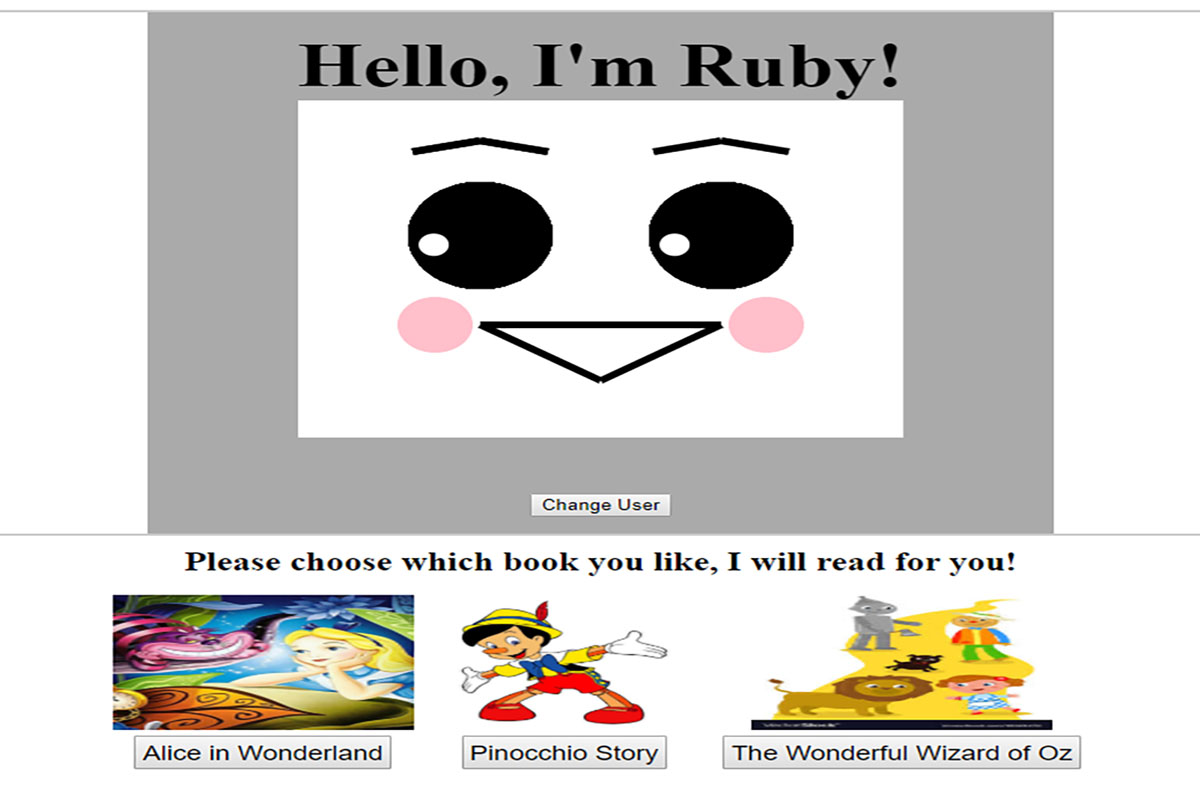 Hello, I'm Ruby!
Change User
Please choose which book you like, I will read for you!
Alice in Wonderland
Pinocchio Story
The Wonderful Wizard of Oz